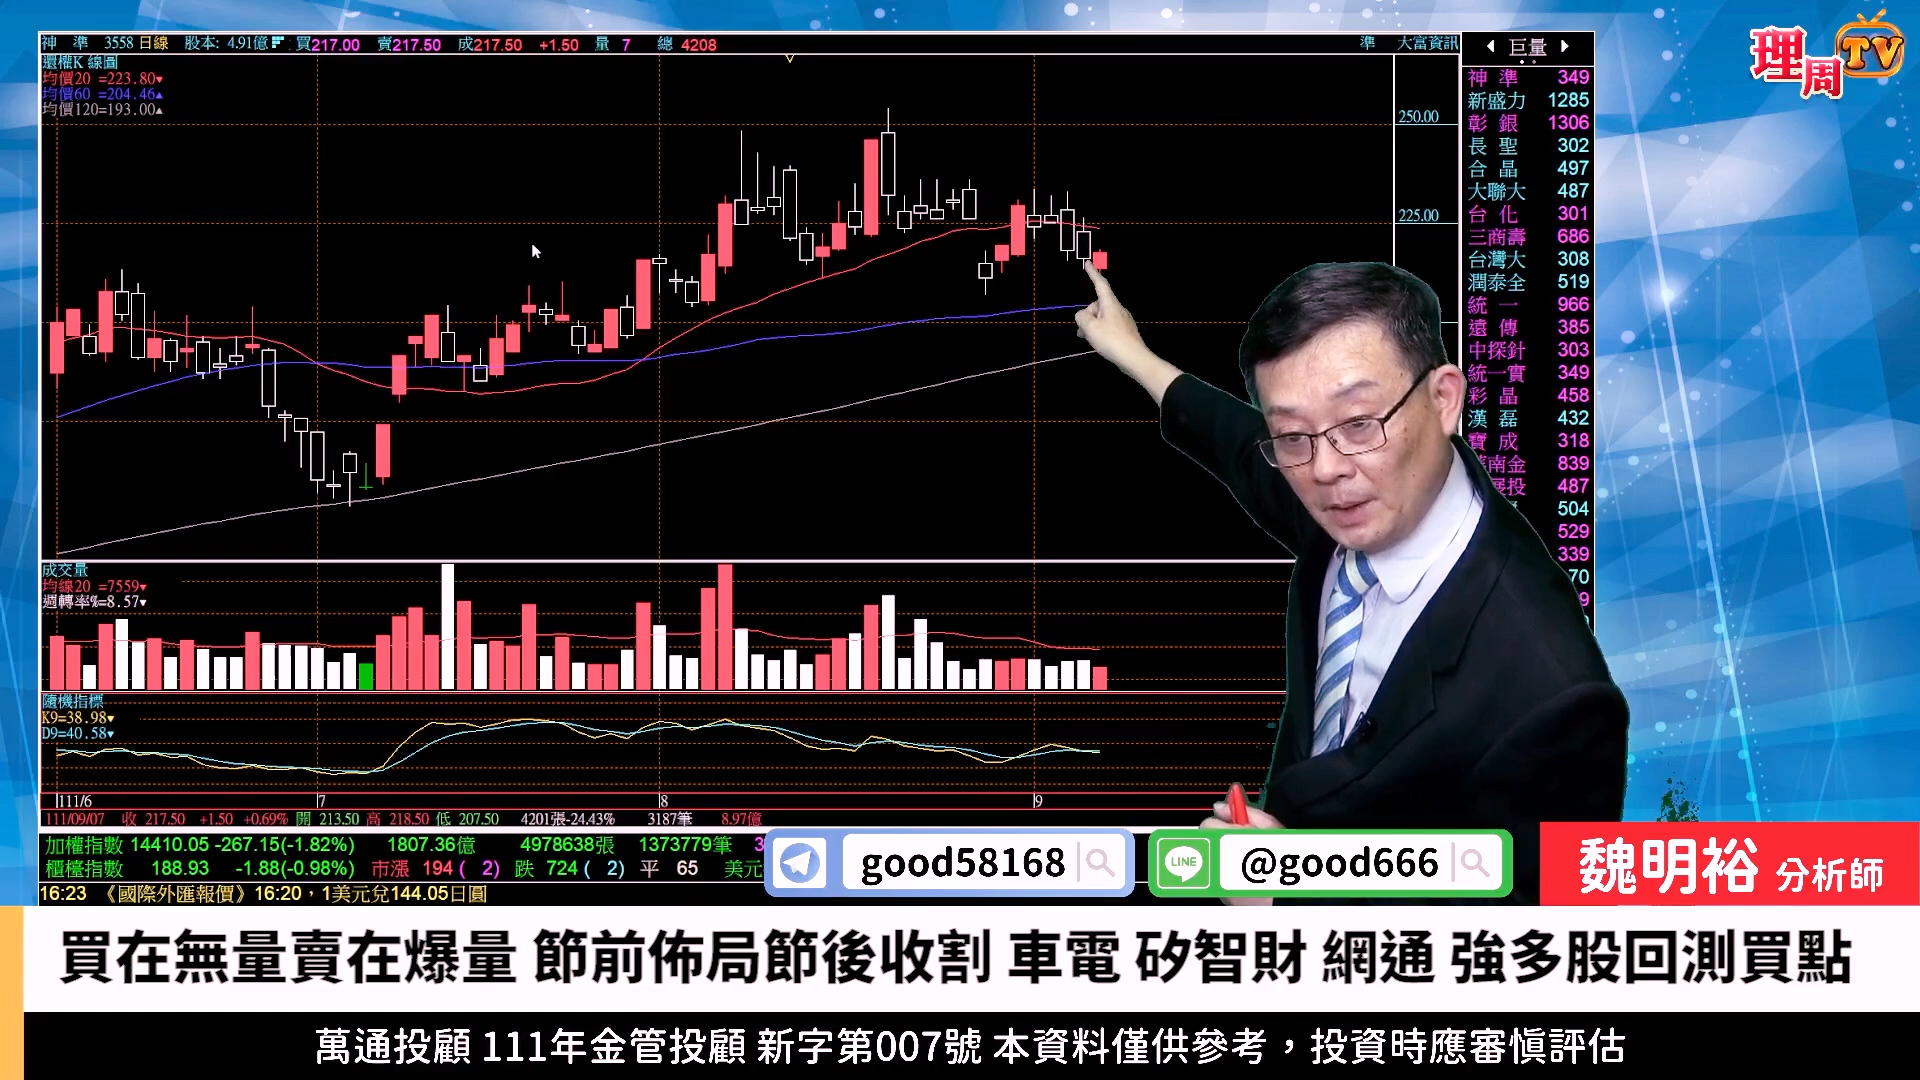 神 準 3558 日線 股本: 4.91億 買217.00 賣217.50 成217.50 +1.50 量 7 總 4208 準 大富資訊
還權K 線圖
均價20 =223.80▾
均價60 =204.46▴
均價120=193.00▴
250.00
225.00
成交量
均線20 =7559▾
週轉率%=8.57▾
隨機指標
K9=38.98▾
D9=40.58▾
111/6 7 8 9
111/09/07 收 217.50 +1.50 +0.69% 開 213.50 高 218.50 低 207.50 4201張-24.43% 3187筆 8.97億
加權指數 14410.05 -267.15(-1.82%) 1807.36億 4978638張 1373779筆 3
櫃檯指數 188.93 -1.88(-0.98%) 市漲 194 ( 2) 跌 724 ( 2) 平 65 美元
16:23 《國際外匯報價》16:20，1美元兌144.05日圓
巨量
神 準 349
新盛力 1285
彰 銀 1306
長 聖 302
合 晶 497
大聯大 487
台 化 301
三商壽 686
台灣大 308
潤泰全 519
統 一 966
遠 傳 385
中探針 303
統一實 349
彩 晶 458
漢 磊 432
寶 成 318
南金 839
展投 487
504
529
339
70
9
理周TV
good58168
LINE
@good666
魏明裕 分析師
買在無量賣在爆量 節前佈局節後收割 車電 矽智財 網通 強多股回測買點
萬通投顧 111年金管投顧 新字第007號 本資料僅供參考，投資時應審慎評估